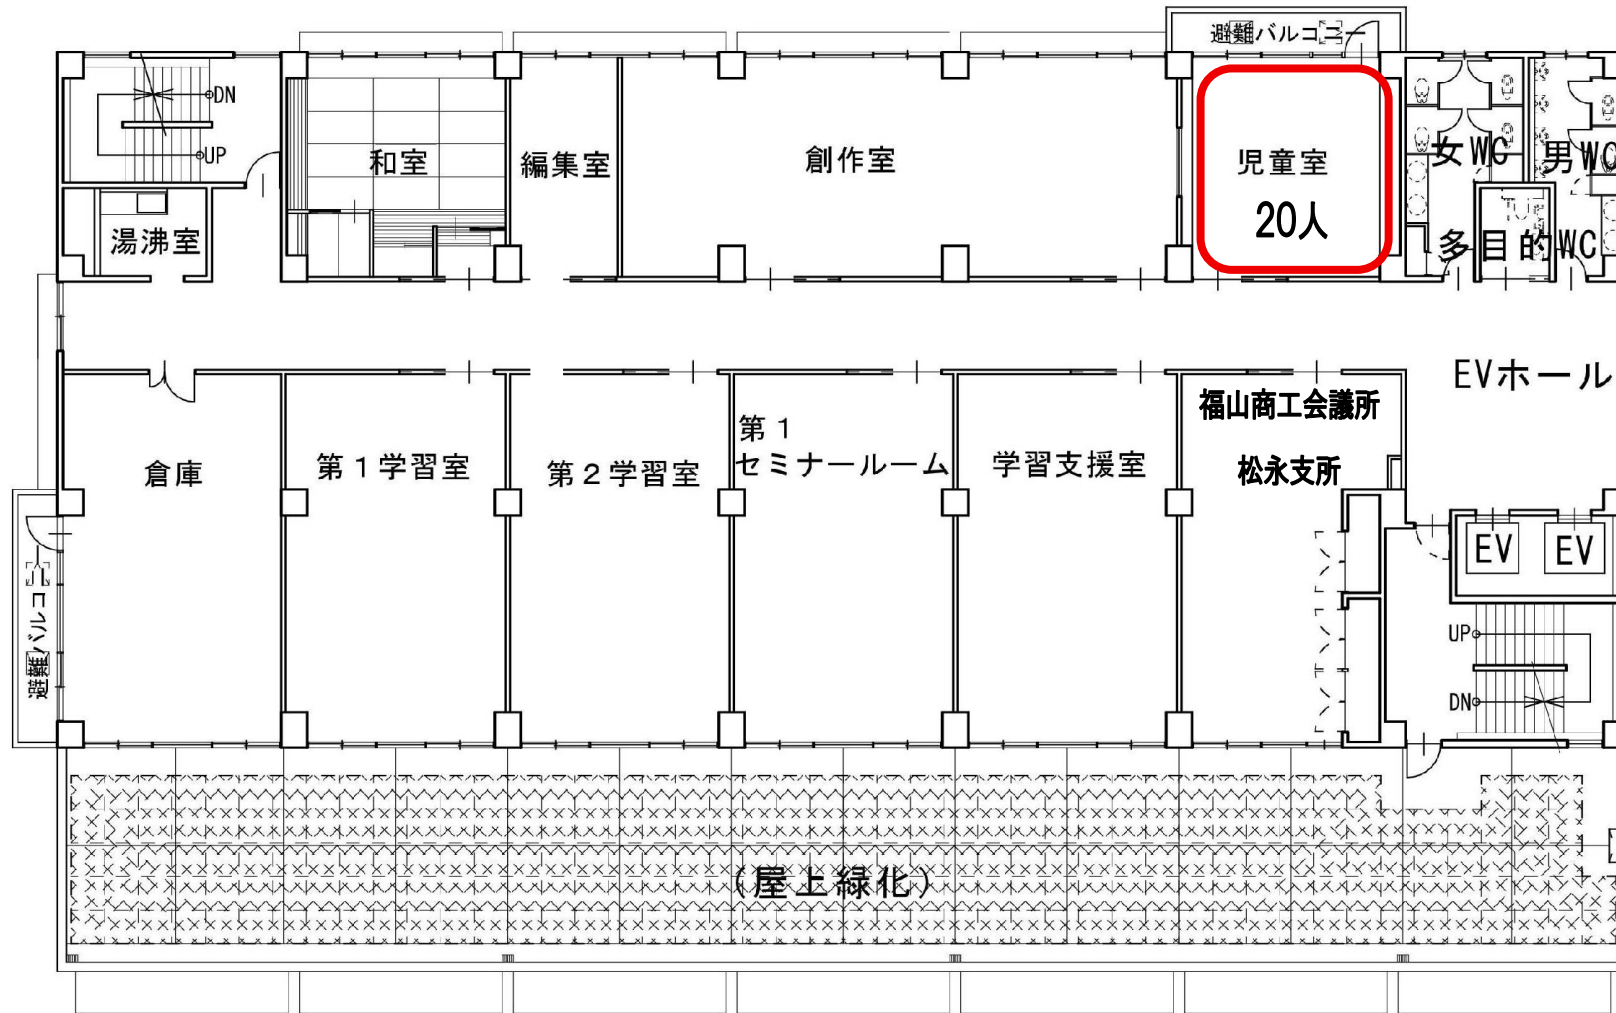 避難バルコニー
DN
UP
和室
編集室
創作室
児童室
20人
女WC
男WC
湯沸室
多目的WC
EVホール
福山商工会議所
松永支所
倉庫
第1学習室
第2学習室
第1
セミナールーム
学習支援室
EV
EV
避難バルコニー
UP
DN
(屋上緑化)